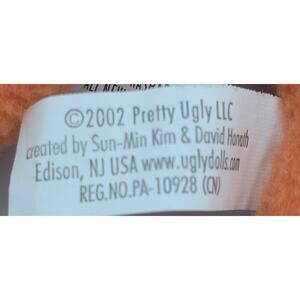 ©2002 Pretty Ugly LLC
created by Sun-Min Kim & David Horvath
Edison, NJ USA www.uglydolls.com
REG.NO.PA-10928 (CN)